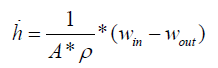 ḣ = 1 / (A * ρ) * (w_in − w_out)